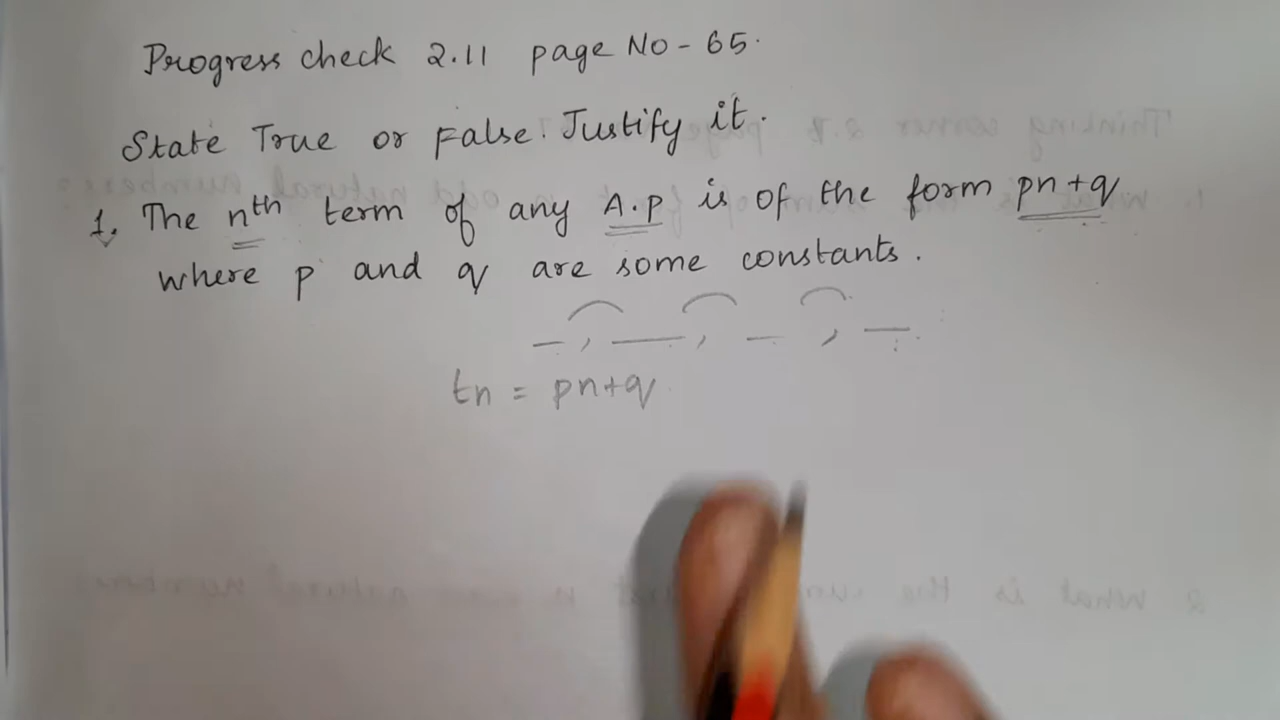 Progress check 2.11 page No - 65.
State True or False. Justify it.
1. The nth term of any A.P is of the form pn+q
where p and q are some constants.
tn = pn+q